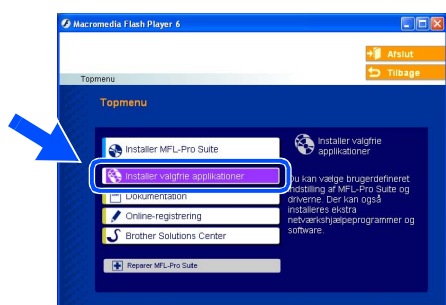 Macromedia Flash Player 6
Afslut
Tilbage
Topmenu
Topmenu
Installer MFL-Pro Suite
Installer valgfrie applikationer
Dokumentation
Online-registrering
Brother Solutions Center
Reparer MFL-Pro Suite
Installer valgfrie
applikationer
Du kan vælge brugerdefineret
indstilling af MFL-Pro Suite og
driverne. Der kan også
installeres ekstra
netværkshjælpeprogrammer og
software.